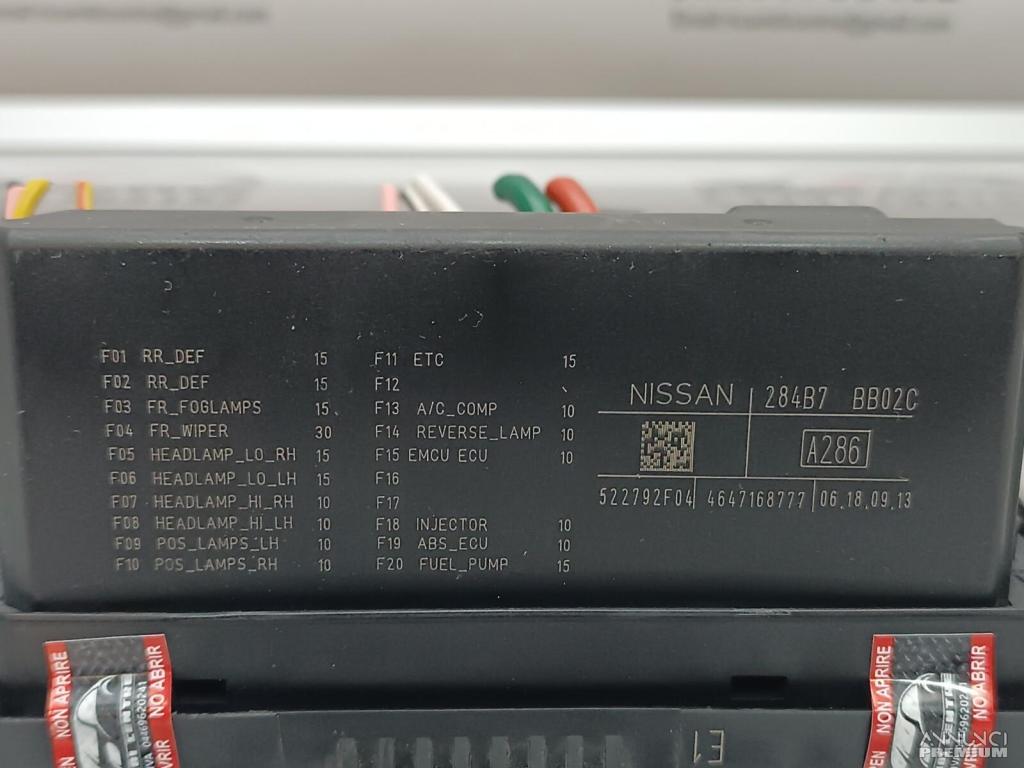 F01 RR_DEF 15
F02 RR_DEF 15
F03 FR_FOGLAMPS 15
F04 FR_WIPER 30
F05 HEADLAMP_LO_RH 15
F06 HEADLAMP_LO_LH 15
F07 HEADLAMP_HI_RH 10
F08 HEADLAMP_HI_LH 10
F09 POS_LAMPS_LH 10
F10 POS_LAMPS_RH 10
F11 ETC 15
F12
F13 A/C_COMP 10
F14 REVERSE_LAMP 10
F15 EMCU ECU 10
F16
F17
F18 INJECTOR 10
F19 ABS_ECU 10
F20 FUEL_PUMP 15
NISSAN 284B7 BB02C
A286
522792F04 4647168777 06.18.09.13
NON APRIRE
NO ABRIR
04469620241
NON APRIRE
NO ABRIR
E1
ANNUNCI
PREMIUM